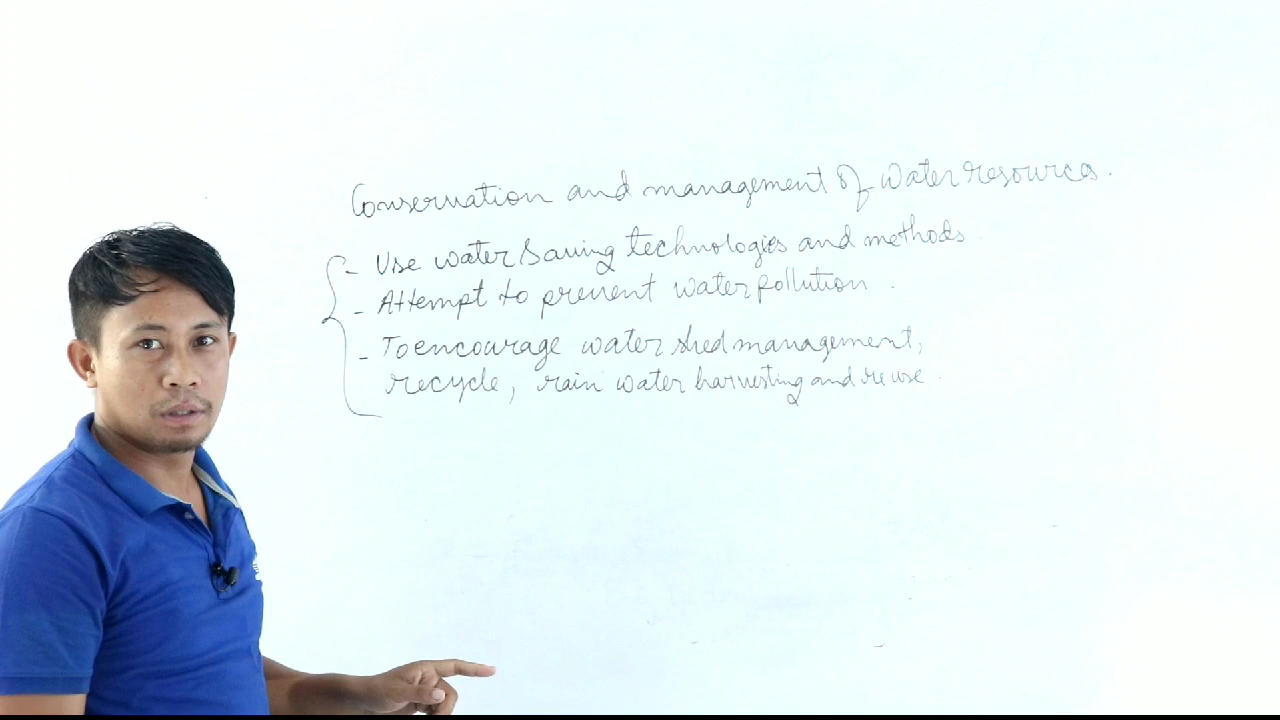 Conservation and management of water resources.
- Use water saving technologies and methods
- Attempt to prevent water pollution.
- To encourage water shed management,
recycle, rain water harvesting and reuse.